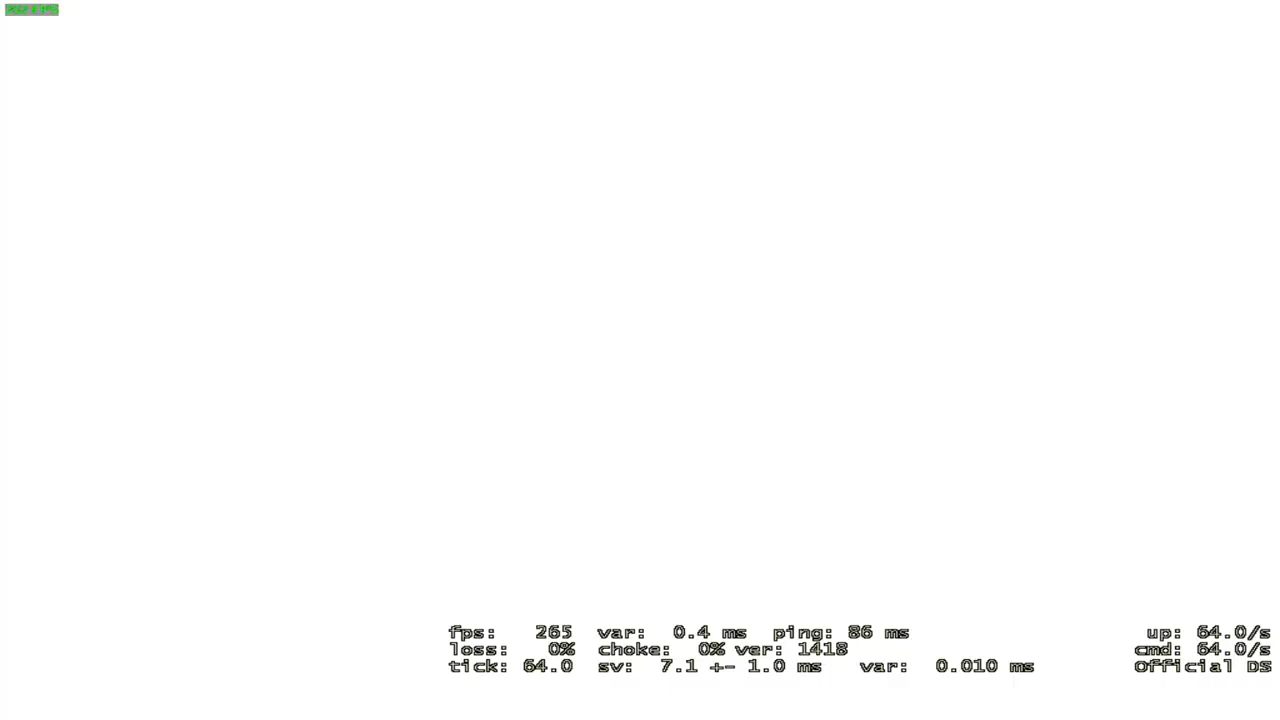 fps: 265 var: 0.4 ms ping: 86 ms up: 64.0/s
loss: 0% choke: 0% ver: 1418 cmd: 64.0/s
tick: 64.0 sv: 7.1 +- 1.0 ms var: 0.010 ms Official DS